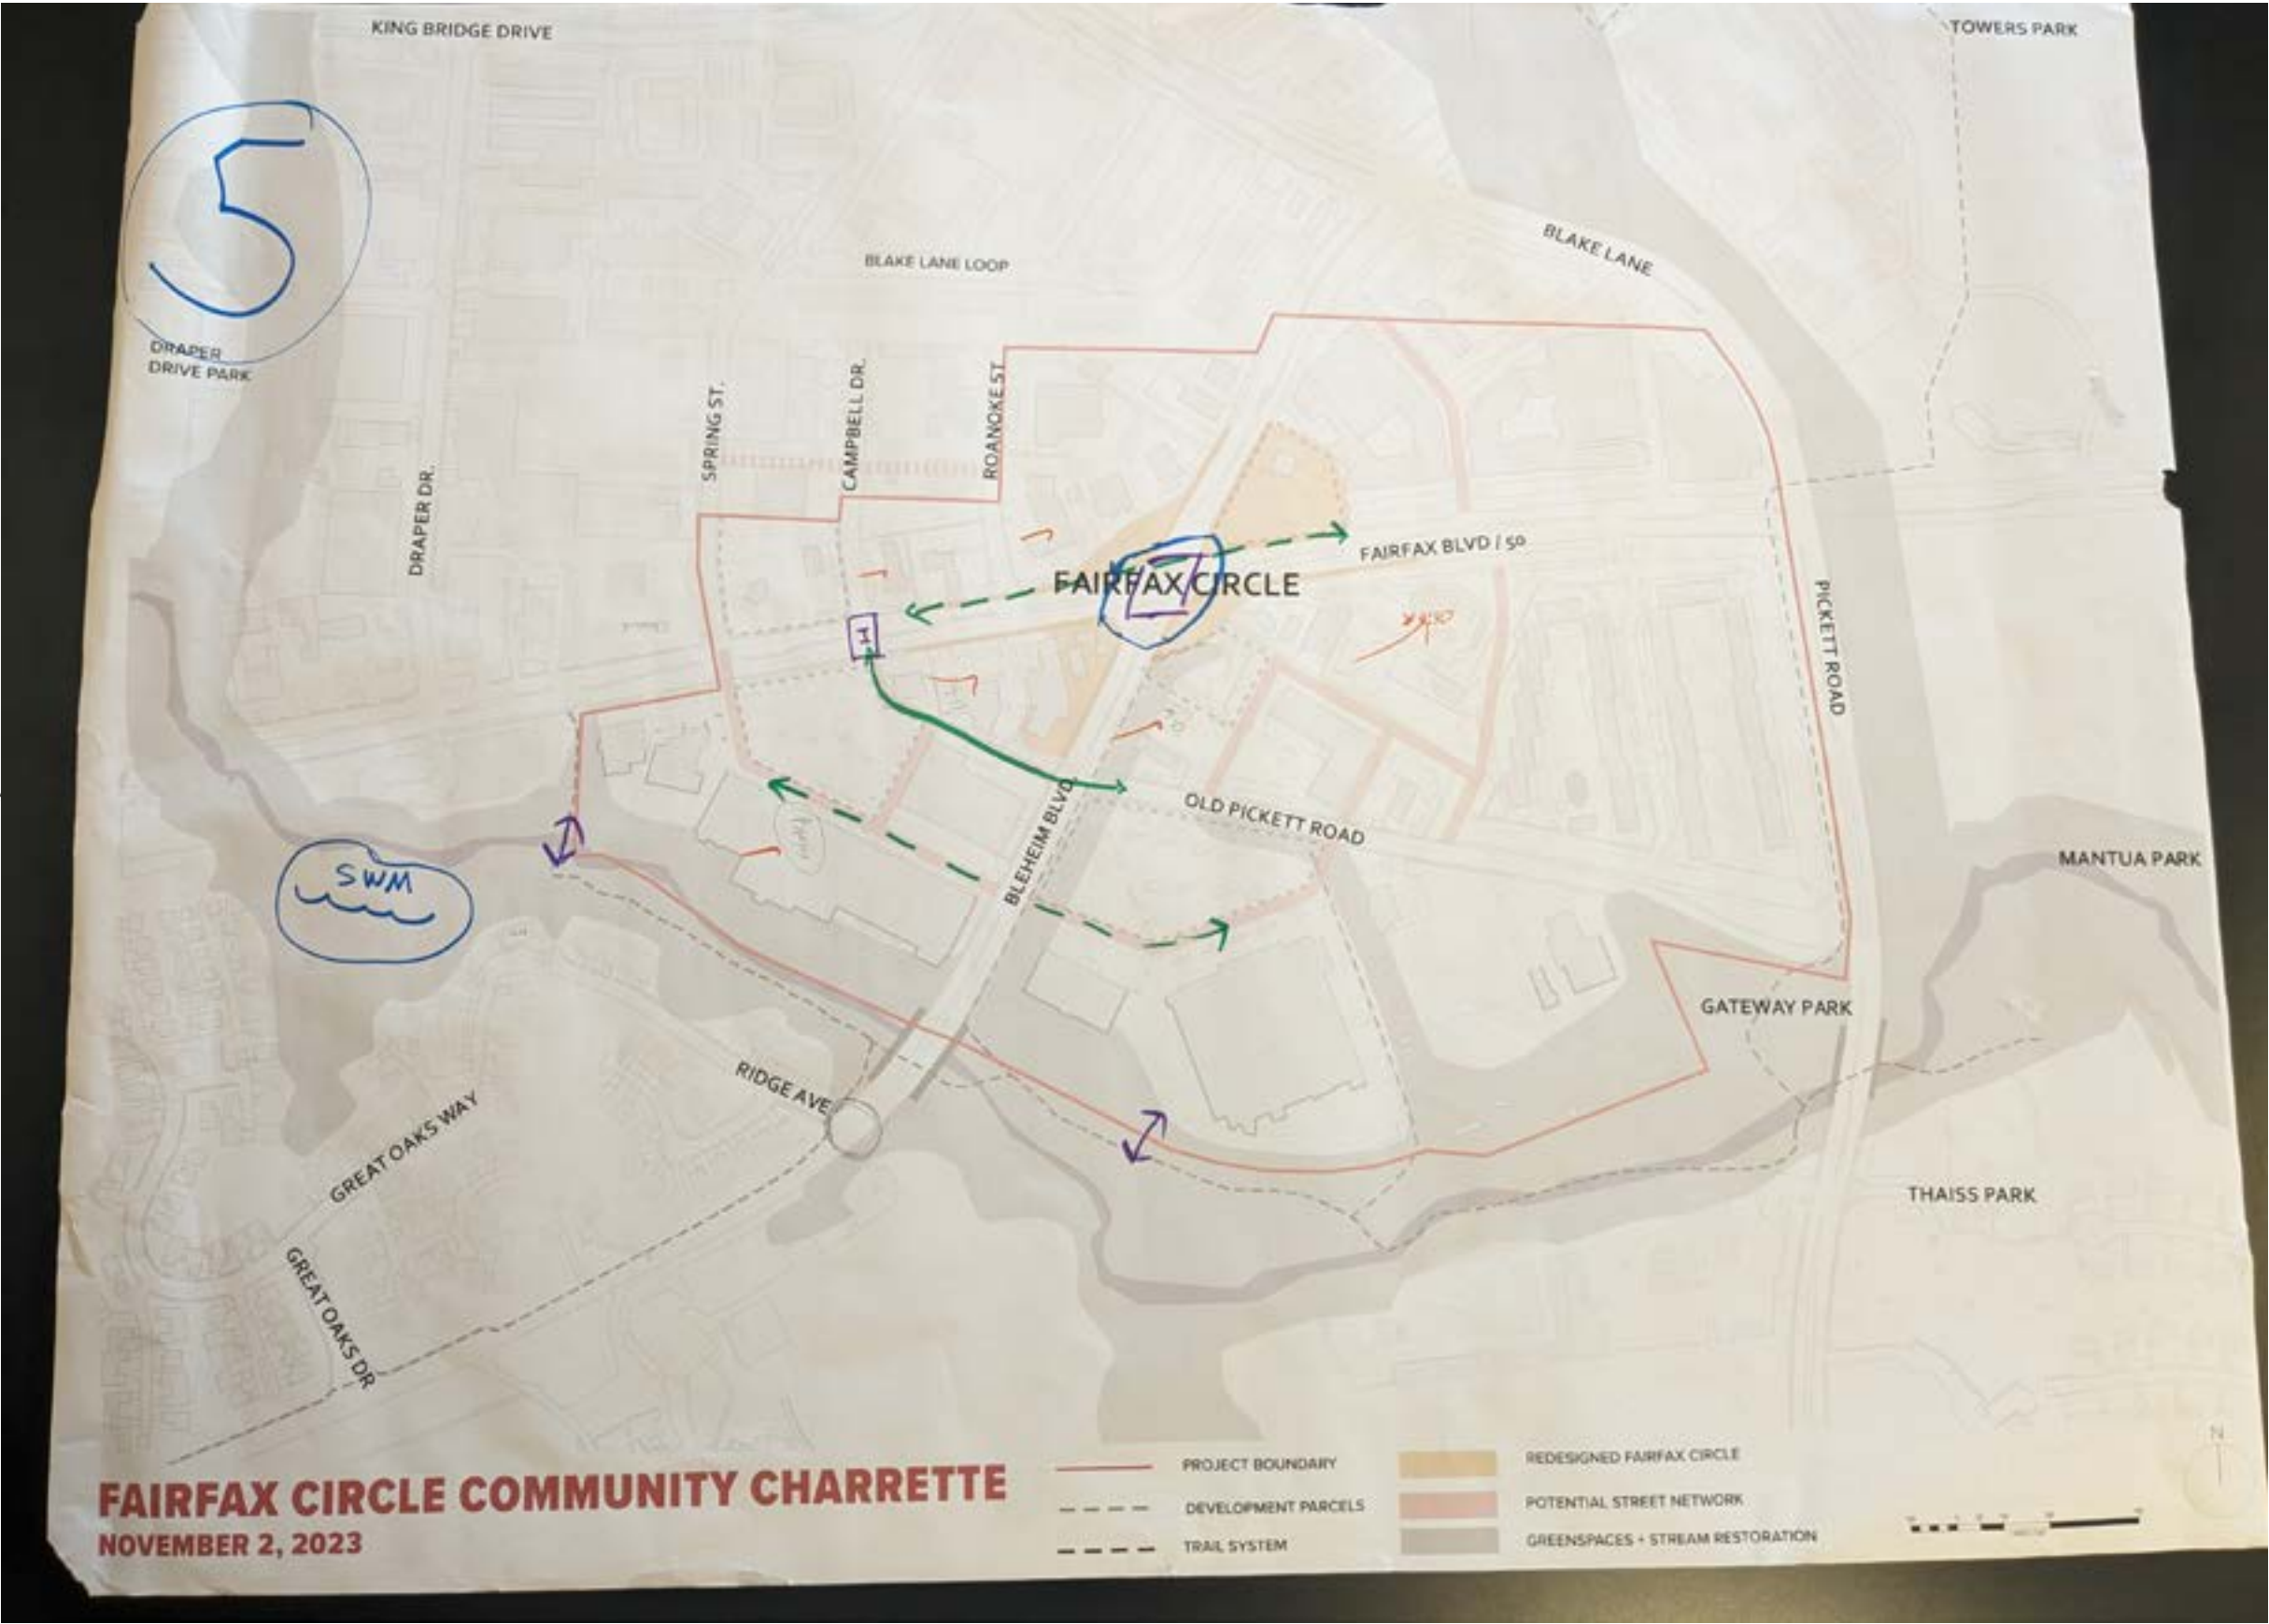 KING BRIDGE DRIVE
TOWERS PARK
5
BLAKE LANE
BLAKE LANE LOOP
DRAPER
DRIVE PARK
SPRING ST.
CAMPBELL DR.
ROANOKE ST
DRAPER DR.
FAIRFAX BLVD / 50
FAIRFAX CIRCLE
M
PICKETT ROAD
OLD PICKETT ROAD
BLEHEIM BLVD.
SWM
MANTUA PARK
GATEWAY PARK
RIDGE AVE
GREAT OAKS WAY
THAISS PARK
GREAT OAKS DR
FAIRFAX CIRCLE COMMUNITY CHARRETTE
NOVEMBER 2, 2023
PROJECT BOUNDARY
DEVELOPMENT PARCELS
TRAIL SYSTEM
REDESIGNED FAIRFAX CIRCLE
POTENTIAL STREET NETWORK
GREENSPACES + STREAM RESTORATION
N